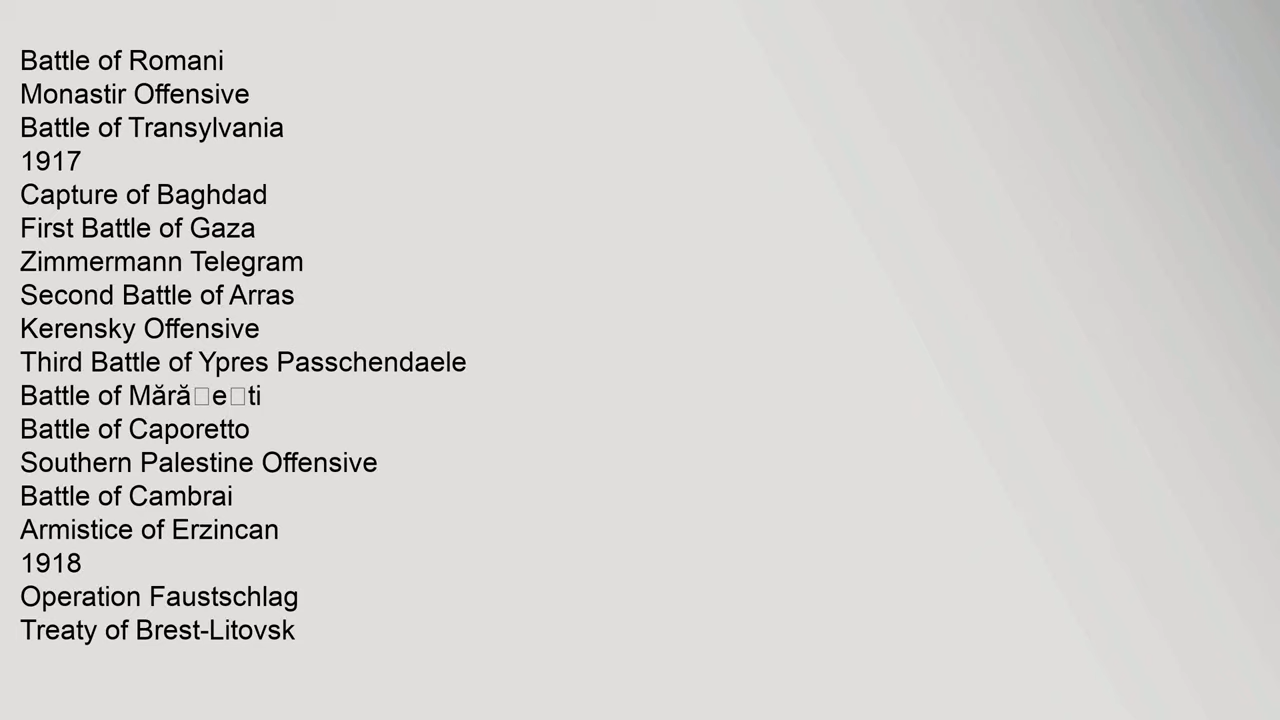 Battle of Romani
Monastir Offensive
Battle of Transylvania
1917
Capture of Baghdad
First Battle of Gaza
Zimmermann Telegram
Second Battle of Arras
Kerensky Offensive
Third Battle of Ypres Passchendaele
Battle of Mără□e□ti
Battle of Caporetto
Southern Palestine Offensive
Battle of Cambrai
Armistice of Erzincan
1918
Operation Faustschlag
Treaty of Brest-Litovsk